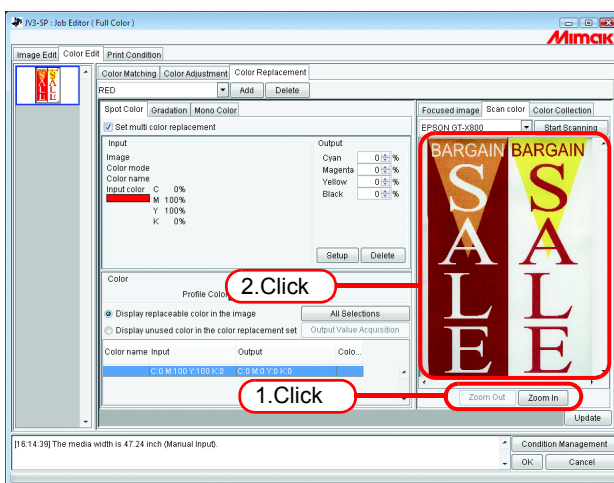 JV3-SP : Job Editor ( Full Color )
Mimaki
Image Edit Color Edit Print Condition
Color Matching Color Adjustment Color Replacement
RED Add Delete
Spot Color Gradation Mono Color
Set multi color replacement
Input
Image
Color mode
Color name
Input color C 0%
M 100%
Y 100%
K 0%
Output
Cyan 0 %
Magenta 0 %
Yellow 0 %
Black 0 %
Setup Delete
Color
Profile Color
2.Click
Display replaceable color in the image All Selections
Display unused color in the color replacement set Output Value Acquisition
Color name Input Output Colo...
C:0 M:100 Y:100 K:0 C:0 M:0 Y:0 K:0
1.Click
Focused image Scan color Color Collection
EPSON GT-X800 Start Scanning
BARGAIN BARGAIN
SALE SALE
Zoom Out Zoom In
Update
[16:14:39] The media width is 47.24 inch (Manual Input).
Condition Management
OK Cancel